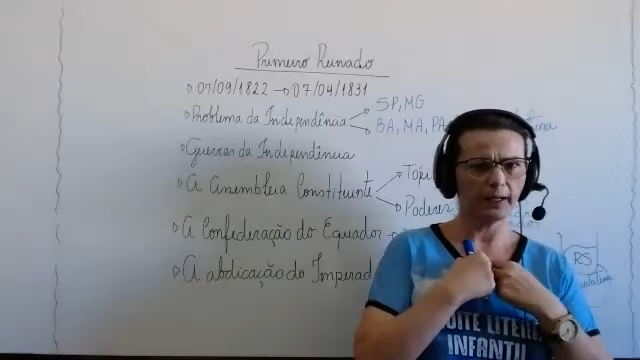 Primeiro Reinado
07/09/1822 → 07/04/1831
Problema da Independência
SP, MG
BA, MA, PA
Guerras da Independência
A Assembleia Constituinte
Poderes
A Confederação do Equador
A abdicação do Imperad
RS
NOITE LITER
INFANTIL